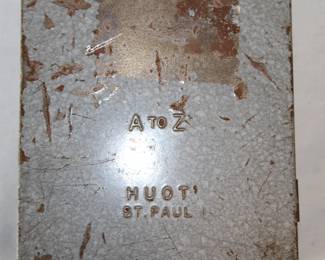 A TO Z
HUOT'
ST. PAUL